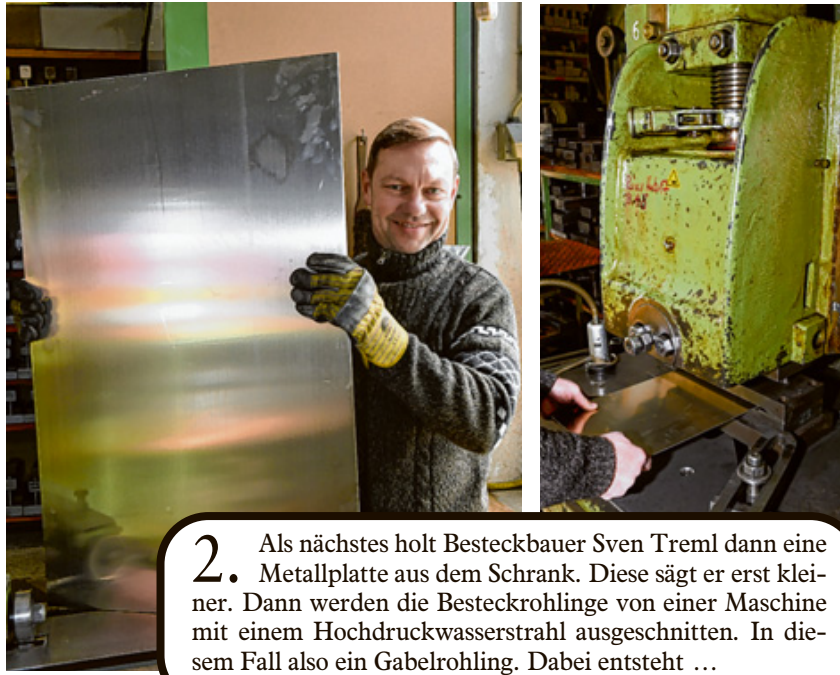 6
2. Als nächstes holt Besteckbauer Sven Treml dann eine
Metallplatte aus dem Schrank. Diese sägt er erst klei-
ner. Dann werden die Besteckrohlinge von einer Maschine
mit einem Hochdruckwasserstrahl ausgeschnitten. In die-
sem Fall also ein Gabelrohling. Dabei entsteht …